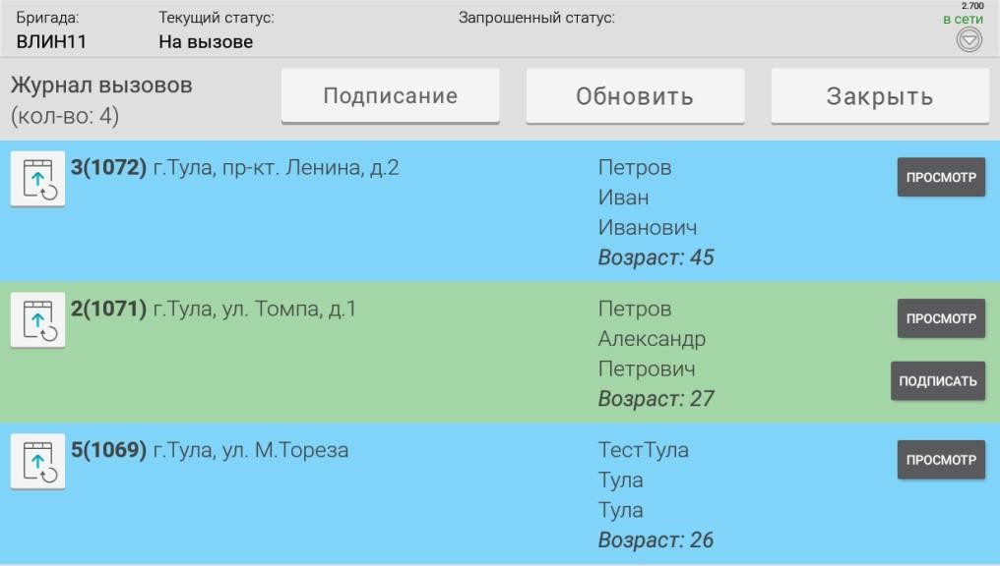 Бригада: Текущий статус: Запрошенный статус: 2.700
в сети
ВЛИН11 На вызове
Журнал вызовов
(кол-во: 4)
Подписание Обновить Закрыть
3(1072) г.Тула, пр-кт. Ленина, д.2
Петров
Иван
Иванович
Возраст: 45
ПРОСМОТР
2(1071) г.Тула, ул. Томпа, д.1
Петров
Александр
Петрович
Возраст: 27
ПРОСМОТР
ПОДПИСАТЬ
5(1069) г.Тула, ул. М.Тореза
ТестТула
Тула
Тула
Возраст: 26
ПРОСМОТР